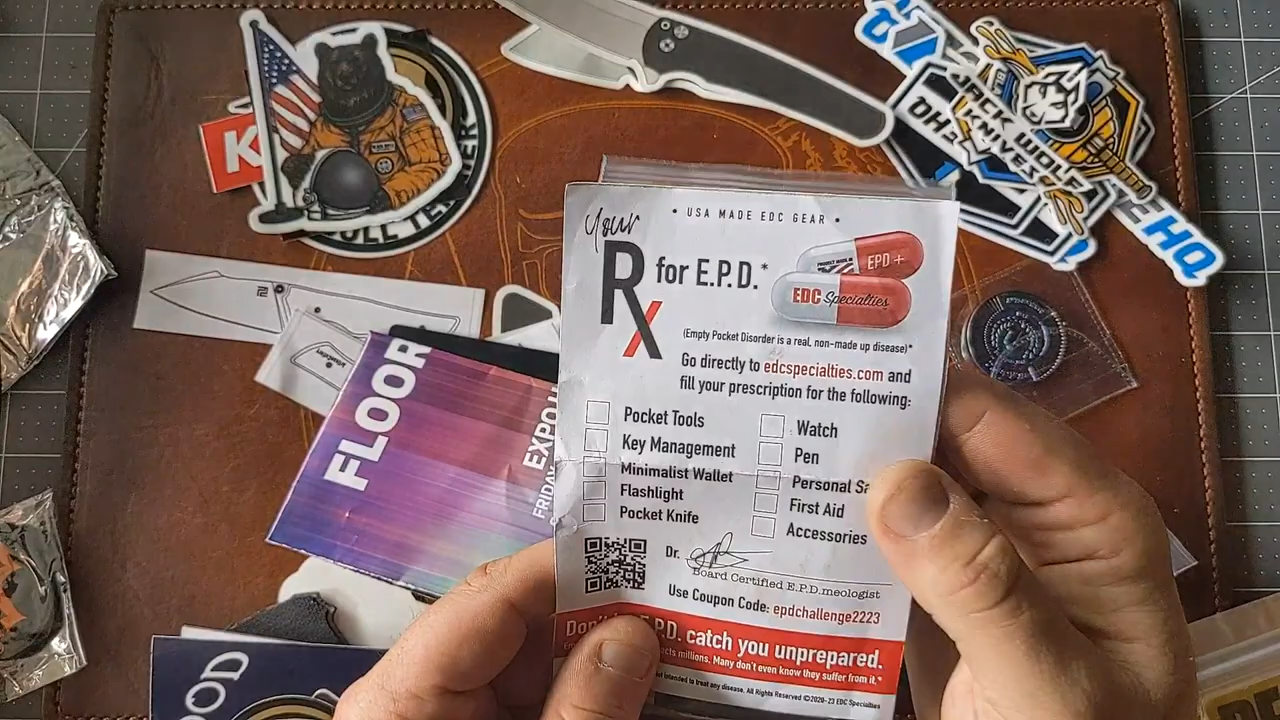 • USA MADE EDC GEAR •
Your
Rx for E.P.D.*
EPD +
EDC Specialties
(Empty Pocket Disorder is a real, non-made up disease)*
Go directly to edcspecialties.com and
fill your prescription for the following:
Pocket Tools
Key Management
Minimalist Wallet
Flashlight
Pocket Knife
Watch
Pen
Personal
First Aid
Accessories
Dr.
Board Certified E.P.D.meologist
Use Coupon Code: epdchallenge2223
E.P.D. catch you unprepared.
millions. Many don't even know they suffer from it.*
intended to treat any disease. All Rights Reserved ©2020-23 EDC Specialties
K
FLOOR
EXPO
FRIDAY
OOD
JACK WOLF
KNIVES
HQ